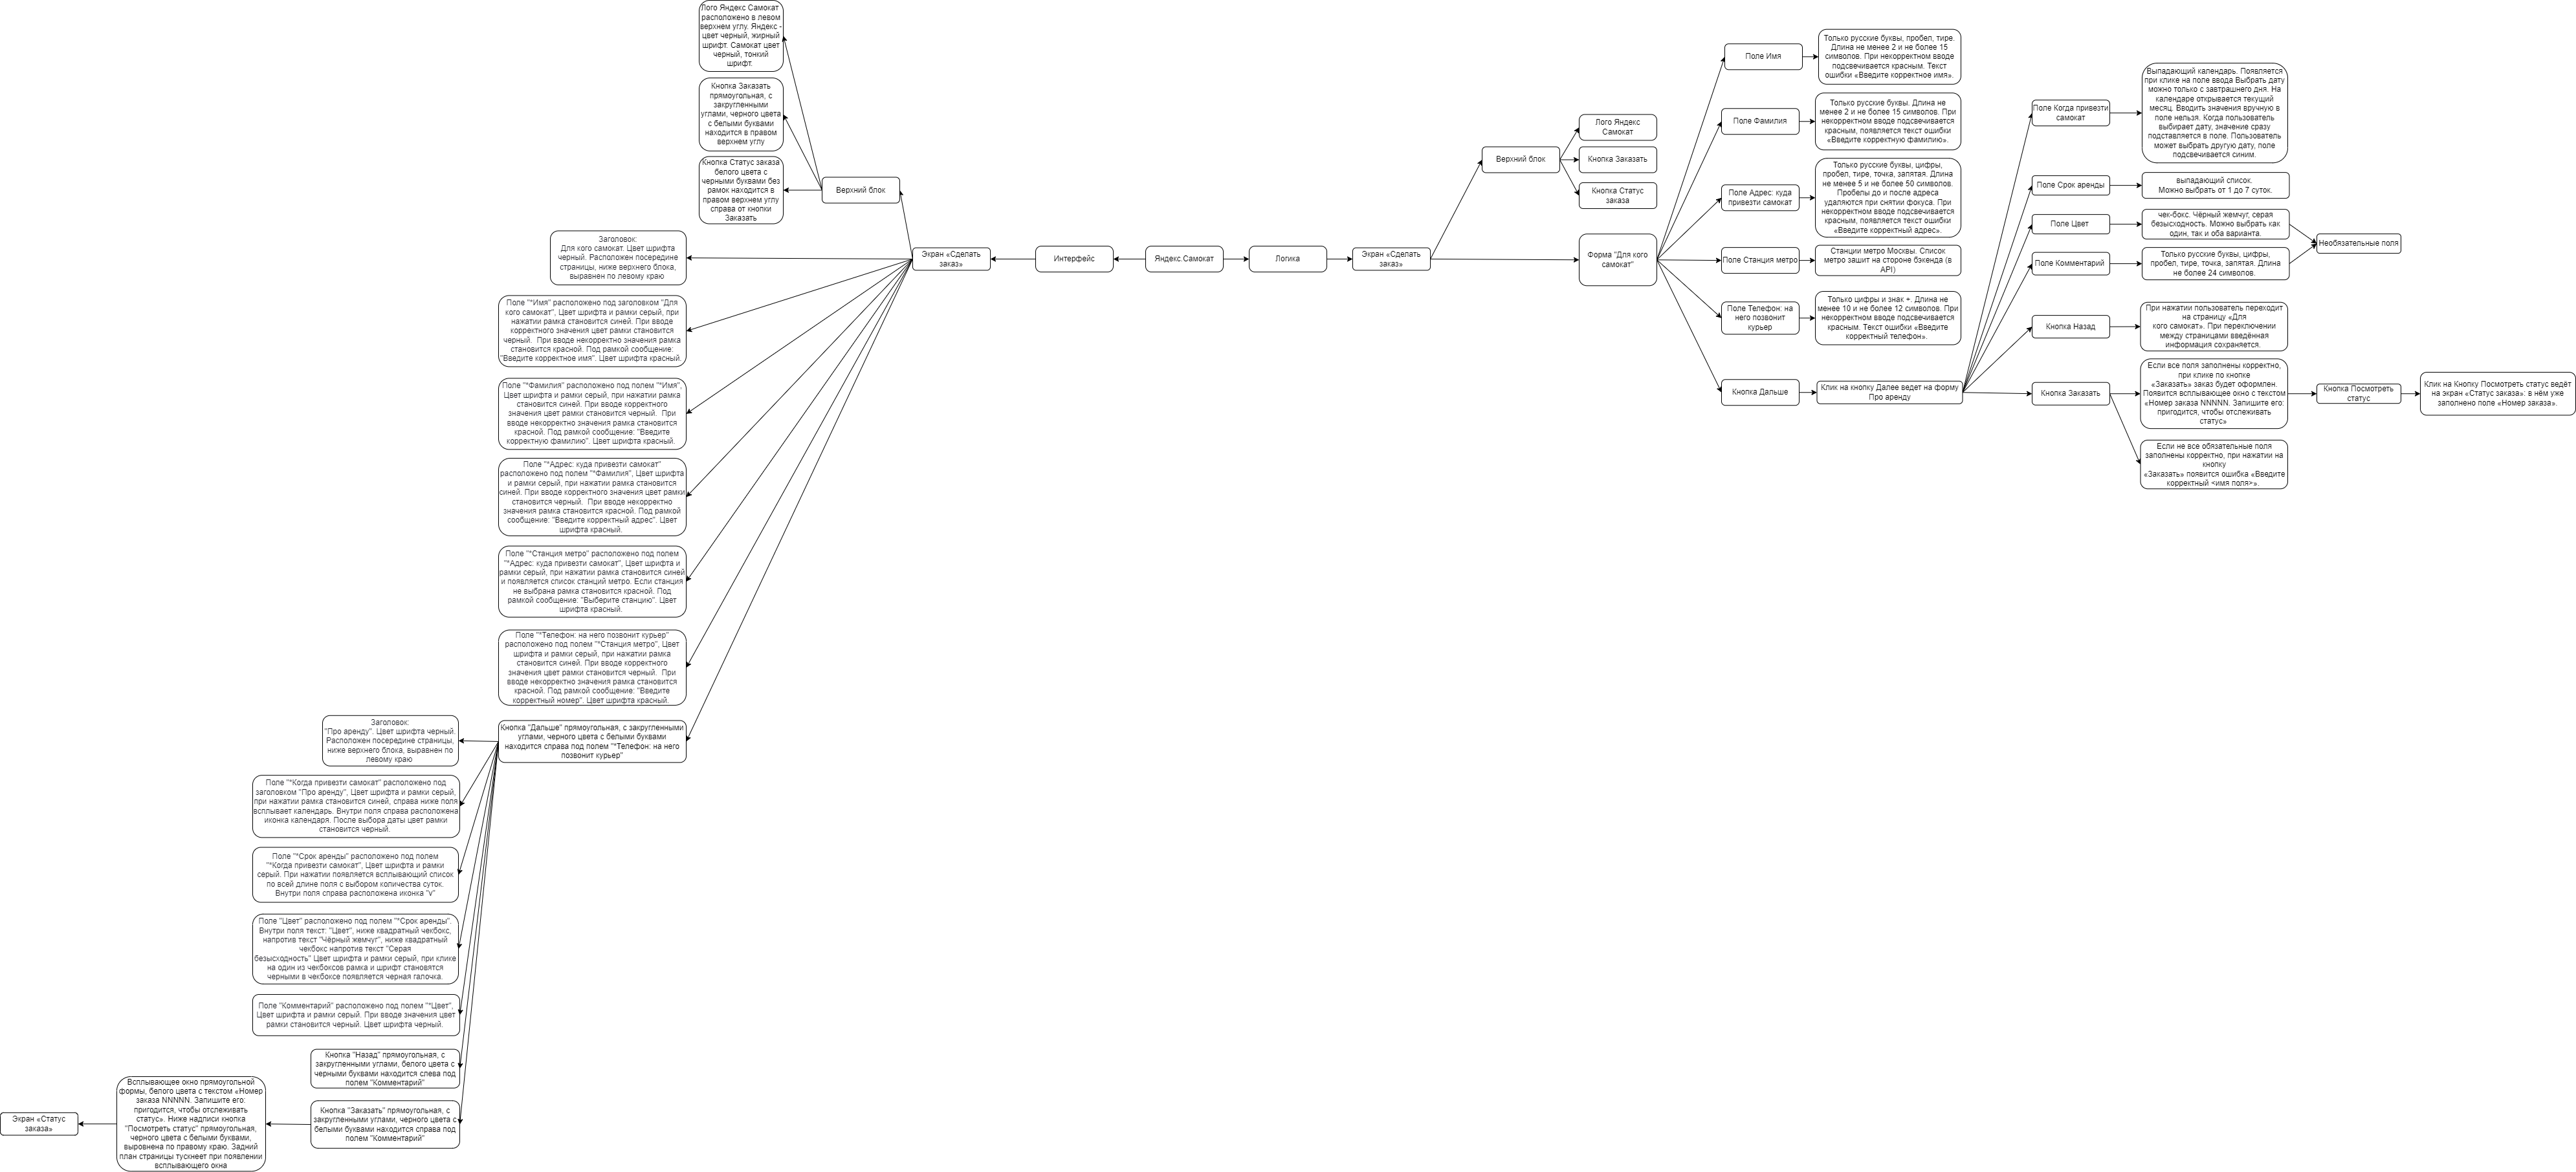 Лого Яндекс Самокат
расположено в левом
верхнем углу. Яндекс -
цвет черный, жирный
шрифт. Самокат цвет
черный, тонкий
шрифт.
Кнопка Заказать
прямоугольная, с
закругленными
углами, черного цвета
с белыми буквами
находится в правом
верхнем углу
Кнопка Статус заказа
белого цвета с
черными буквами без
рамок находится в
правом верхнем углу
справа от кнопки
Заказать
Верхний блок
Заголовок:
Для кого самокат. Цвет шрифта
черный. Расположен посередине
страницы, ниже верхнего блока,
выравнен по левому краю
Поле "*Имя" расположено под заголовком "Для
кого самокат", Цвет шрифта и рамки серый, при
нажатии рамка становится синей. При вводе
корректного значения цвет рамки становится
черный.  При вводе некорректно значения рамка
становится красной. Под рамкой сообщение:
"Введите корректное имя". Цвет шрифта красный.
Поле "*Фамилия" расположено под полем "*Имя",
Цвет шрифта и рамки серый, при нажатии рамка
становится синей. При вводе корректного
значения цвет рамки становится черный.  При
вводе некорректно значения рамка становится
красной. Под рамкой сообщение: "Введите
корректную фамилию". Цвет шрифта красный.
Поле "*Адрес: куда привезти самокат"
расположено под полем "*Фамилия", Цвет шрифта
и рамки серый, при нажатии рамка становится
синей. При вводе корректного значения цвет рамки
становится черный.  При вводе некорректно
значения рамка становится красной. Под рамкой
сообщение: "Введите корректный адрес". Цвет
шрифта красный.
Поле "*Станция метро" расположено под полем
"*Адрес: куда привезти самокат", Цвет шрифта и
рамки серый, при нажатии рамка становится синей
и появляется список станций метро. Если станция
не выбрана рамка становится красной. Под
рамкой сообщение: "Выберите станцию". Цвет
шрифта красный.
Поле "*Телефон: на него позвонит курьер"
расположено под полем "*Станция метро", Цвет
шрифта и рамки серый, при нажатии рамка
становится синей. При вводе корректного
значения цвет рамки становится черный.  При
вводе некорректно значения рамка становится
красной. Под рамкой сообщение: "Введите
корректный номер". Цвет шрифта красный.
Кнопка "Дальше" прямоугольная, с закругленными
углами, черного цвета с белыми буквами
находится справа под полем "*Телефон: на него
позвонит курьер"
Заголовок:
"Про аренду". Цвет шрифта черный.
Расположен посередине страницы,
ниже верхнего блока, выравнен по
левому краю
Поле "*Когда привезти самокат" расположено под
заголовком "Про аренду", Цвет шрифта и рамки серый,
при нажатии рамка становится синей, справа ниже поля
всплывает календарь. Внутри поля справа расположена
иконка календаря. После выбора даты цвет рамки
становится черный.
Поле "*Срок аренды" расположено под полем
"*Когда привезти самокат", Цвет шрифта и рамки
серый. При нажатии появляется всплывающий список
по всей длине поля с выбором количества суток.
Внутри поля справа расположена иконка "v"
Поле "Цвет" расположено под полем "*Срок аренды".
Внутри поля текст: "Цвет", ниже квадратный чекбокс,
напротив текст "Чёрный жемчуг", ниже квадратный
чекбокс напротив текст "Серая
безысходность" Цвет шрифта и рамки серый, при клике
на один из чекбоксов рамка и шрифт становятся
черными в чекбоксе появляется черная галочка.
Поле "Комментарий" расположено под полем "*Цвет",
Цвет шрифта и рамки серый. При вводе значения цвет
рамки становится черный. Цвет шрифта черный.
Кнопка "Назад" прямоугольная, с
закругленными углами, белого цвета с
черными буквами находится слева под
полем "Комментарий"
Кнопка "Заказать" прямоугольная, с
закругленными углами, черного цвета с
белыми буквами находится справа под
полем "Комментарий"
Всплывающее окно прямоугольной
формы, белого цвета с текстом «Номер
заказа NNNNN. Запишите его:
пригодится, чтобы отслеживать
статус». Ниже надписи кнопка
"Посмотреть статус" прямоугольная,
черного цвета с белыми буквами,
выровнена по правому краю. Задний
план страницы тускнеет при появлении
всплывающего окна
Экран «Статус
заказа»
Экран «Сделать
заказ»
Интерфейс
Яндекс.Самокат
Логика
Экран «Сделать
заказ»
Верхний блок
Лого Яндекс
Самокат
Кнопка Заказать
Кнопка Статус
заказа
Форма "Для кого
самокат"
Поле Имя
Только русские буквы, пробел, тире.
Длина не менее 2 и не более 15
символов. При некорректном вводе
подсвечивается красным. Текст
ошибки «Введите корректное имя».
Поле Фамилия
Только русские буквы. Длина не
менее 2 и не более 15 символов. При
некорректном вводе подсвечивается
красным, появляется текст ошибки
«Введите корректную фамилию».
Поле Адрес: куда
привезти самокат
Только русские буквы, цифры,
пробел, тире, точка, запятая. Длина
не менее 5 и не более 50 символов.
Пробелы до и после адреса
удаляются при снятии фокуса. При
некорректном вводе подсвечивается
красным, появляется текст ошибки
«Введите корректный адрес».
Поле Станция метро
Станции метро Москвы. Список
метро зашит на стороне бэкенда (в
API)
Поле Телефон: на
него позвонит
курьер
Только цифры и знак +. Длина не
менее 10 и не более 12 символов. При
некорректном вводе подсвечивается
красным. Текст ошибки «Введите
корректный телефон».
Кнопка Дальше
Клик на кнопку Далее ведет на форму
Про аренду
Поле Когда привезти
самокат
Выпадающий календарь. Появляется
при клике на поле ввода Выбрать дату
можно только с завтрашнего дня. На
календаре открывается текущий
месяц. Вводить значения вручную в
поле нельзя. Когда пользователь
выбирает дату, значение сразу
подставляется в поле. Пользователь
может выбрать другую дату, поле
подсвечивается синим.
Поле Срок аренды
выпадающий список.
Можно выбрать от 1 до 7 суток.
Поле Цвет
чек-бокс. Чёрный жемчуг, серая
безысходность. Можно выбрать как
один, так и оба варианта.
Поле Комментарий
Только русские буквы, цифры,
пробел, тире, точка, запятая. Длина
не более 24 символов.
Необязательные поля
Кнопка Назад
При нажатии пользователь переходит
на страницу «Для
кого самокат». При переключении
между страницами введённая
информация сохраняется.
Кнопка Заказать
Если все поля заполнены корректно,
при клике по кнопке
«Заказать» заказ будет оформлен.
Появится всплывающее окно с текстом
«Номер заказа NNNNN. Запишите его:
пригодится, чтобы отслеживать
статус»
Кнопка Посмотреть
статус
Клик на Кнопку Посмотреть статус ведёт
на экран «Статус заказа»: в нём уже
заполнено поле «Номер заказа».
Если не все обязательные поля
заполнены корректно, при нажатии на
кнопку
«Заказать» появится ошибка «Введите
корректный <имя поля>».